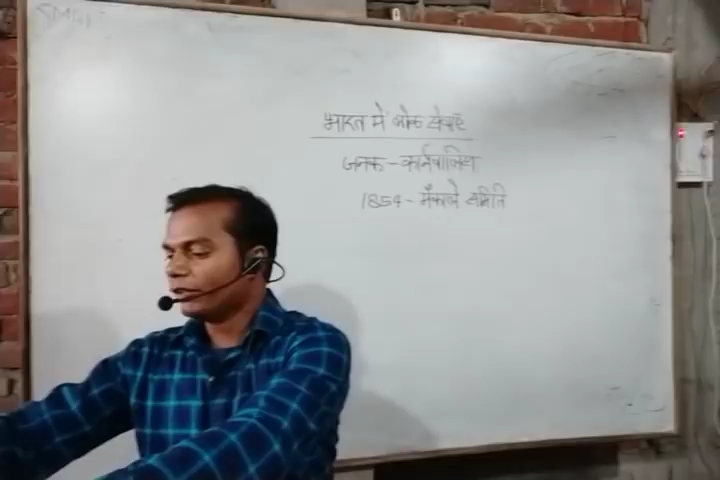 भारत में लोक सेवाएँ
जनक - कार्नवालिस
1854 - मैकाले समिति